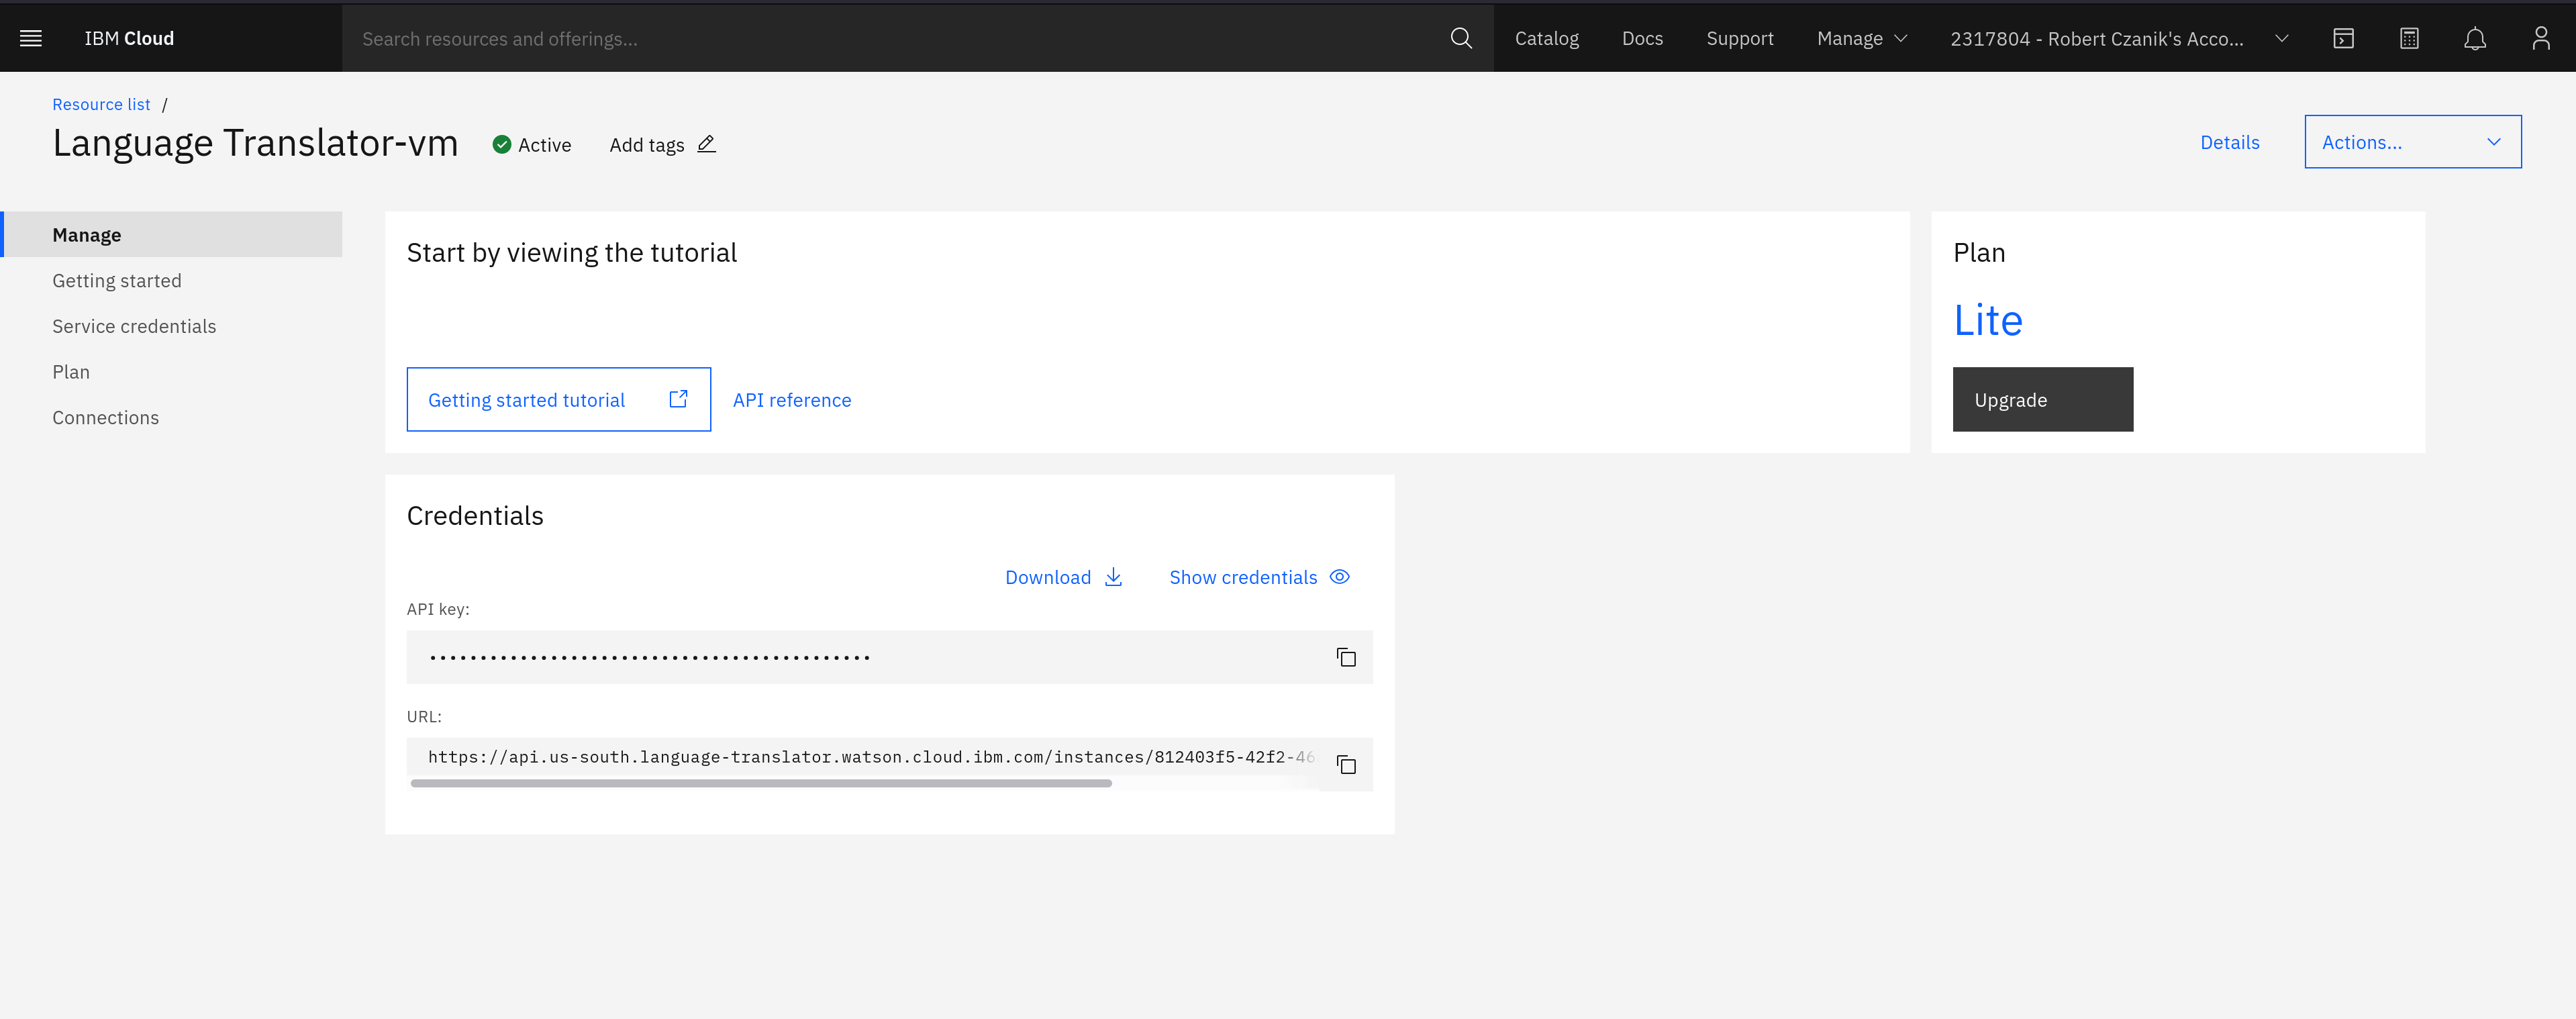 IBM Cloud
Search resources and offerings...
Catalog
Docs
Support
Manage
2317804 - Robert Czanik's Acco...
Resource list /
Language Translator-vm
Active
Add tags
Details
Actions...
Manage
Getting started
Service credentials
Plan
Connections
Start by viewing the tutorial
Getting started tutorial
API reference
Plan
Lite
Upgrade
Credentials
Download
Show credentials
API key:
••••••••••••••••••••••••••••••••••••••••••••
URL:
https://api.us-south.language-translator.watson.cloud.ibm.com/instances/812403f5-42f2-46